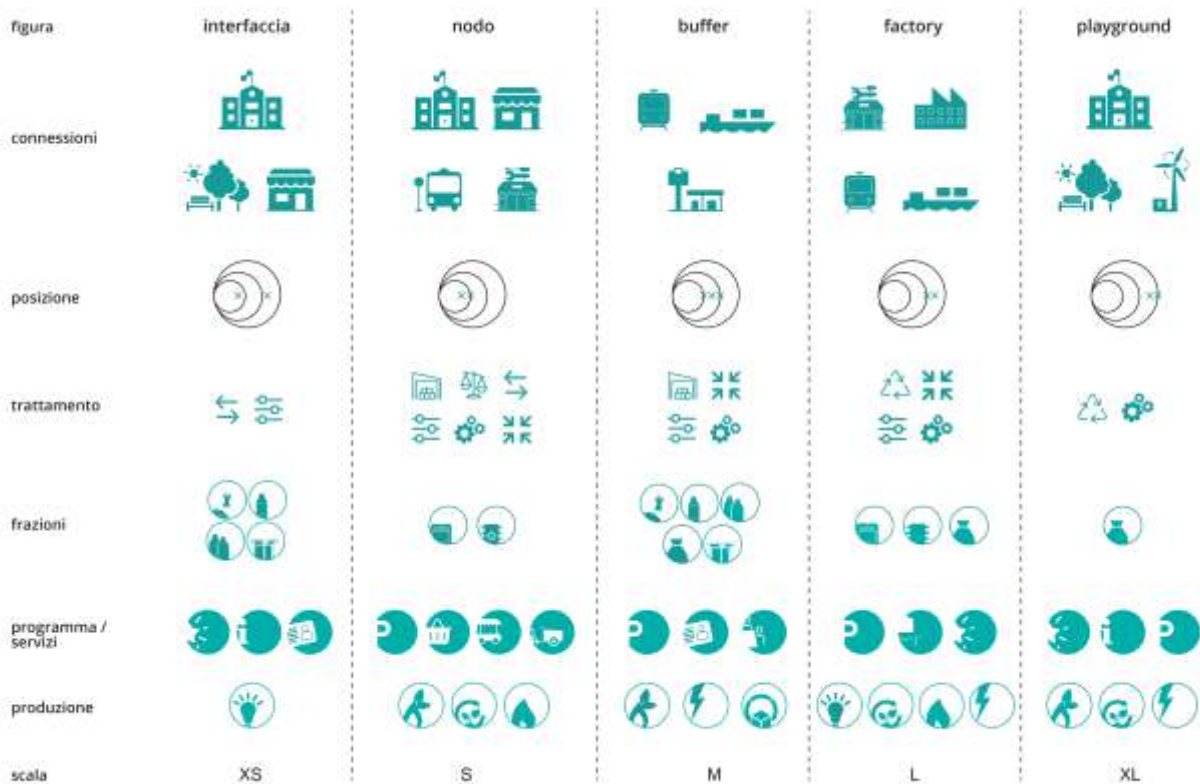 figura interfaccia nodo buffer factory playground
connessioni
posizione
trattamento
frazioni
programma /
servizi
produzione
scala XS S M L XL